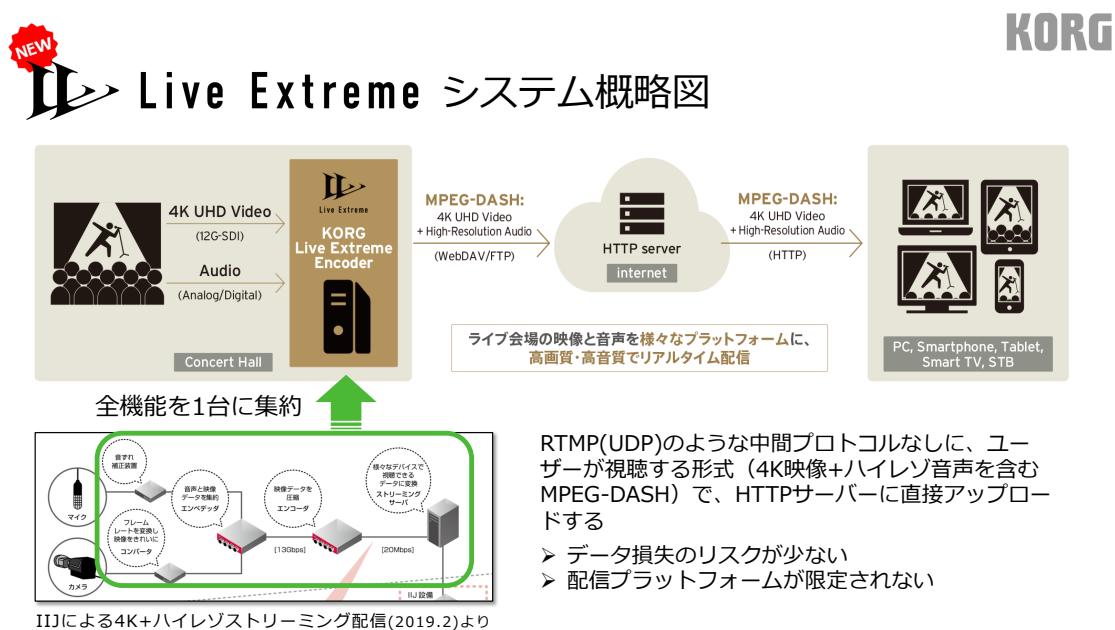 KORG
NEW
Live Extreme システム概略図
4K UHD Video
(12G-SDI)
Audio
(Analog/Digital)
Concert Hall
Live Extreme
KORG
Live Extreme
Encoder
MPEG-DASH:
4K UHD Video
+ High-Resolution Audio
(WebDAV/FTP)
HTTP server
internet
MPEG-DASH:
4K UHD Video
+ High-Resolution Audio
(HTTP)
PC, Smartphone, Tablet,
Smart TV, STB
ライブ会場の映像と音声を様々なプラットフォームに、
高画質・高音質でリアルタイム配信
全機能を1台に集約
音ずれ
補正装置
マイク
音声と映像
データを集約
エンベデッダ
フレーム
レートを変換し
映像をきれいに
コンバータ
カメラ
[13Gbps]
映像データを
圧縮
エンコーダ
[20Mbps]
様々なデバイスで
視聴できる
データに変換
ストリーミング
サーバ
IIJ 設備
IIJによる4K+ハイレゾストリーミング配信(2019.2)より
RTMP(UDP)のような中間プロトコルなしに、ユー
ザーが視聴する形式（4K映像+ハイレゾ音声を含む
MPEG-DASH）で、HTTPサーバーに直接アップロー
ドする
➢ データ損失のリスクが少ない
➢ 配信プラットフォームが限定されない